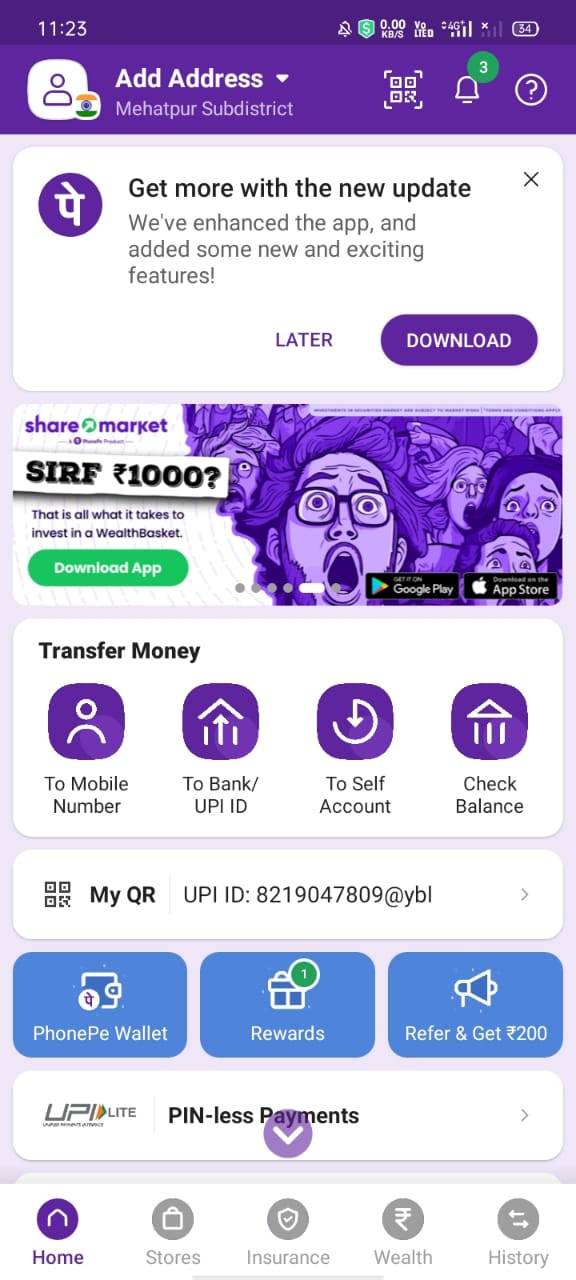 11:23
0.00 KB/S
Vo LTED
4G+
34
Add Address
Mehatpur Subdistrict
3
?
पे
Get more with the new update
We've enhanced the app, and
added some new and exciting
features!
LATER
DOWNLOAD
INVESTMENTS IN SECURITIES MARKET ARE SUBJECT TO MARKET RISKS | *TERMS AND CONDITIONS APPLY
share market
A PhonePe Product
SIRF ₹1000?
That is all what it takes to
invest in a WealthBasket.
Download App
GET IT ON
Google Play
Download on the
App Store
Transfer Money
To Mobile
Number
To Bank/
UPI ID
To Self
Account
Check
Balance
My QR
UPI ID: 8219047809@ybl
पे
1
PhonePe Wallet
Rewards
Refer & Get ₹200
UPI LITE
UNIFIED PAYMENTS INTERFACE
PIN-less Payments
₹
Home
Stores
Insurance
Wealth
History